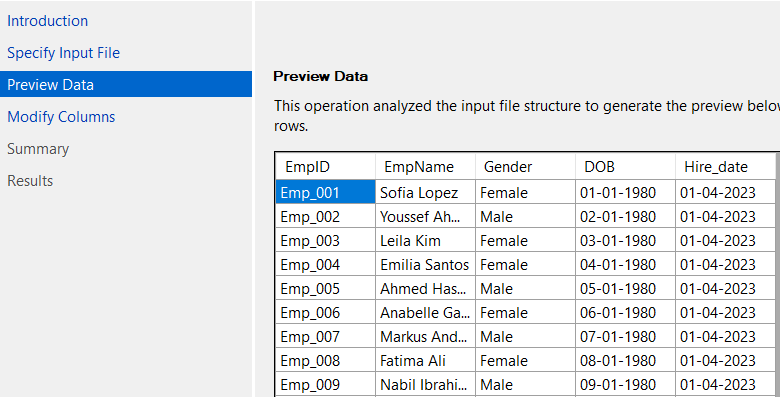 Introduction
Specify Input File
Preview Data
Modify Columns
Summary
Results
Preview Data
This operation analyzed the input file structure to generate the preview below
rows.
EmpID EmpName Gender DOB Hire_date
Emp_001 Sofia Lopez Female 01-01-1980 01-04-2023
Emp_002 Youssef Ah... Male 02-01-1980 01-04-2023
Emp_003 Leila Kim Female 03-01-1980 01-04-2023
Emp_004 Emilia Santos Female 04-01-1980 01-04-2023
Emp_005 Ahmed Has... Male 05-01-1980 01-04-2023
Emp_006 Anabelle Ga... Female 06-01-1980 01-04-2023
Emp_007 Markus And... Male 07-01-1980 01-04-2023
Emp_008 Fatima Ali Female 08-01-1980 01-04-2023
Emp_009 Nabil Ibrahi... Male 09-01-1980 01-04-2023